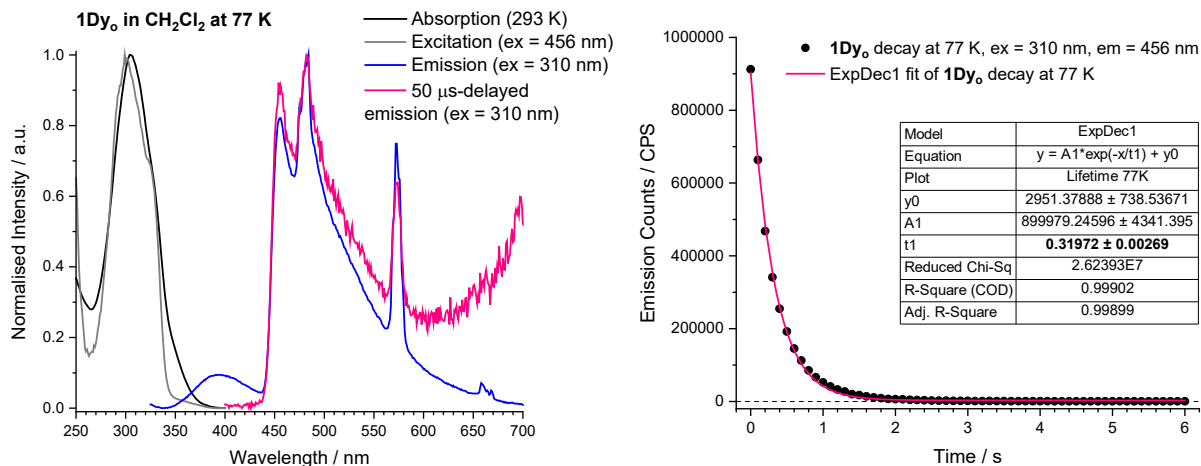 1Dyₒ in CH₂Cl₂ at 77 K
Absorption (293 K)
Excitation (ex = 456 nm)
Emission (ex = 310 nm)
50 μs-delayed
emission (ex = 310 nm)
Normalised Intensity / a.u.
1.0
0.8
0.6
0.4
0.2
0.0
250 300 350 400 450 500 550 600 650 700
Wavelength / nm
1Dyₒ decay at 77 K, ex = 310 nm, em = 456 nm
ExpDec1 fit of 1Dyₒ decay at 77 K
Emission Counts / CPS
1000000
800000
600000
400000
200000
0
Model ExpDec1
Equation y = A1*exp(-x/t1) + y0
Plot Lifetime 77K
y0 2951.37888 ± 738.53671
A1 899979.24596 ± 4341.395
t1 0.31972 ± 0.00269
Reduced Chi-Sq 2.62393E7
R-Square (COD) 0.99902
Adj. R-Square 0.99899
0 1 2 3 4 5 6
Time / s